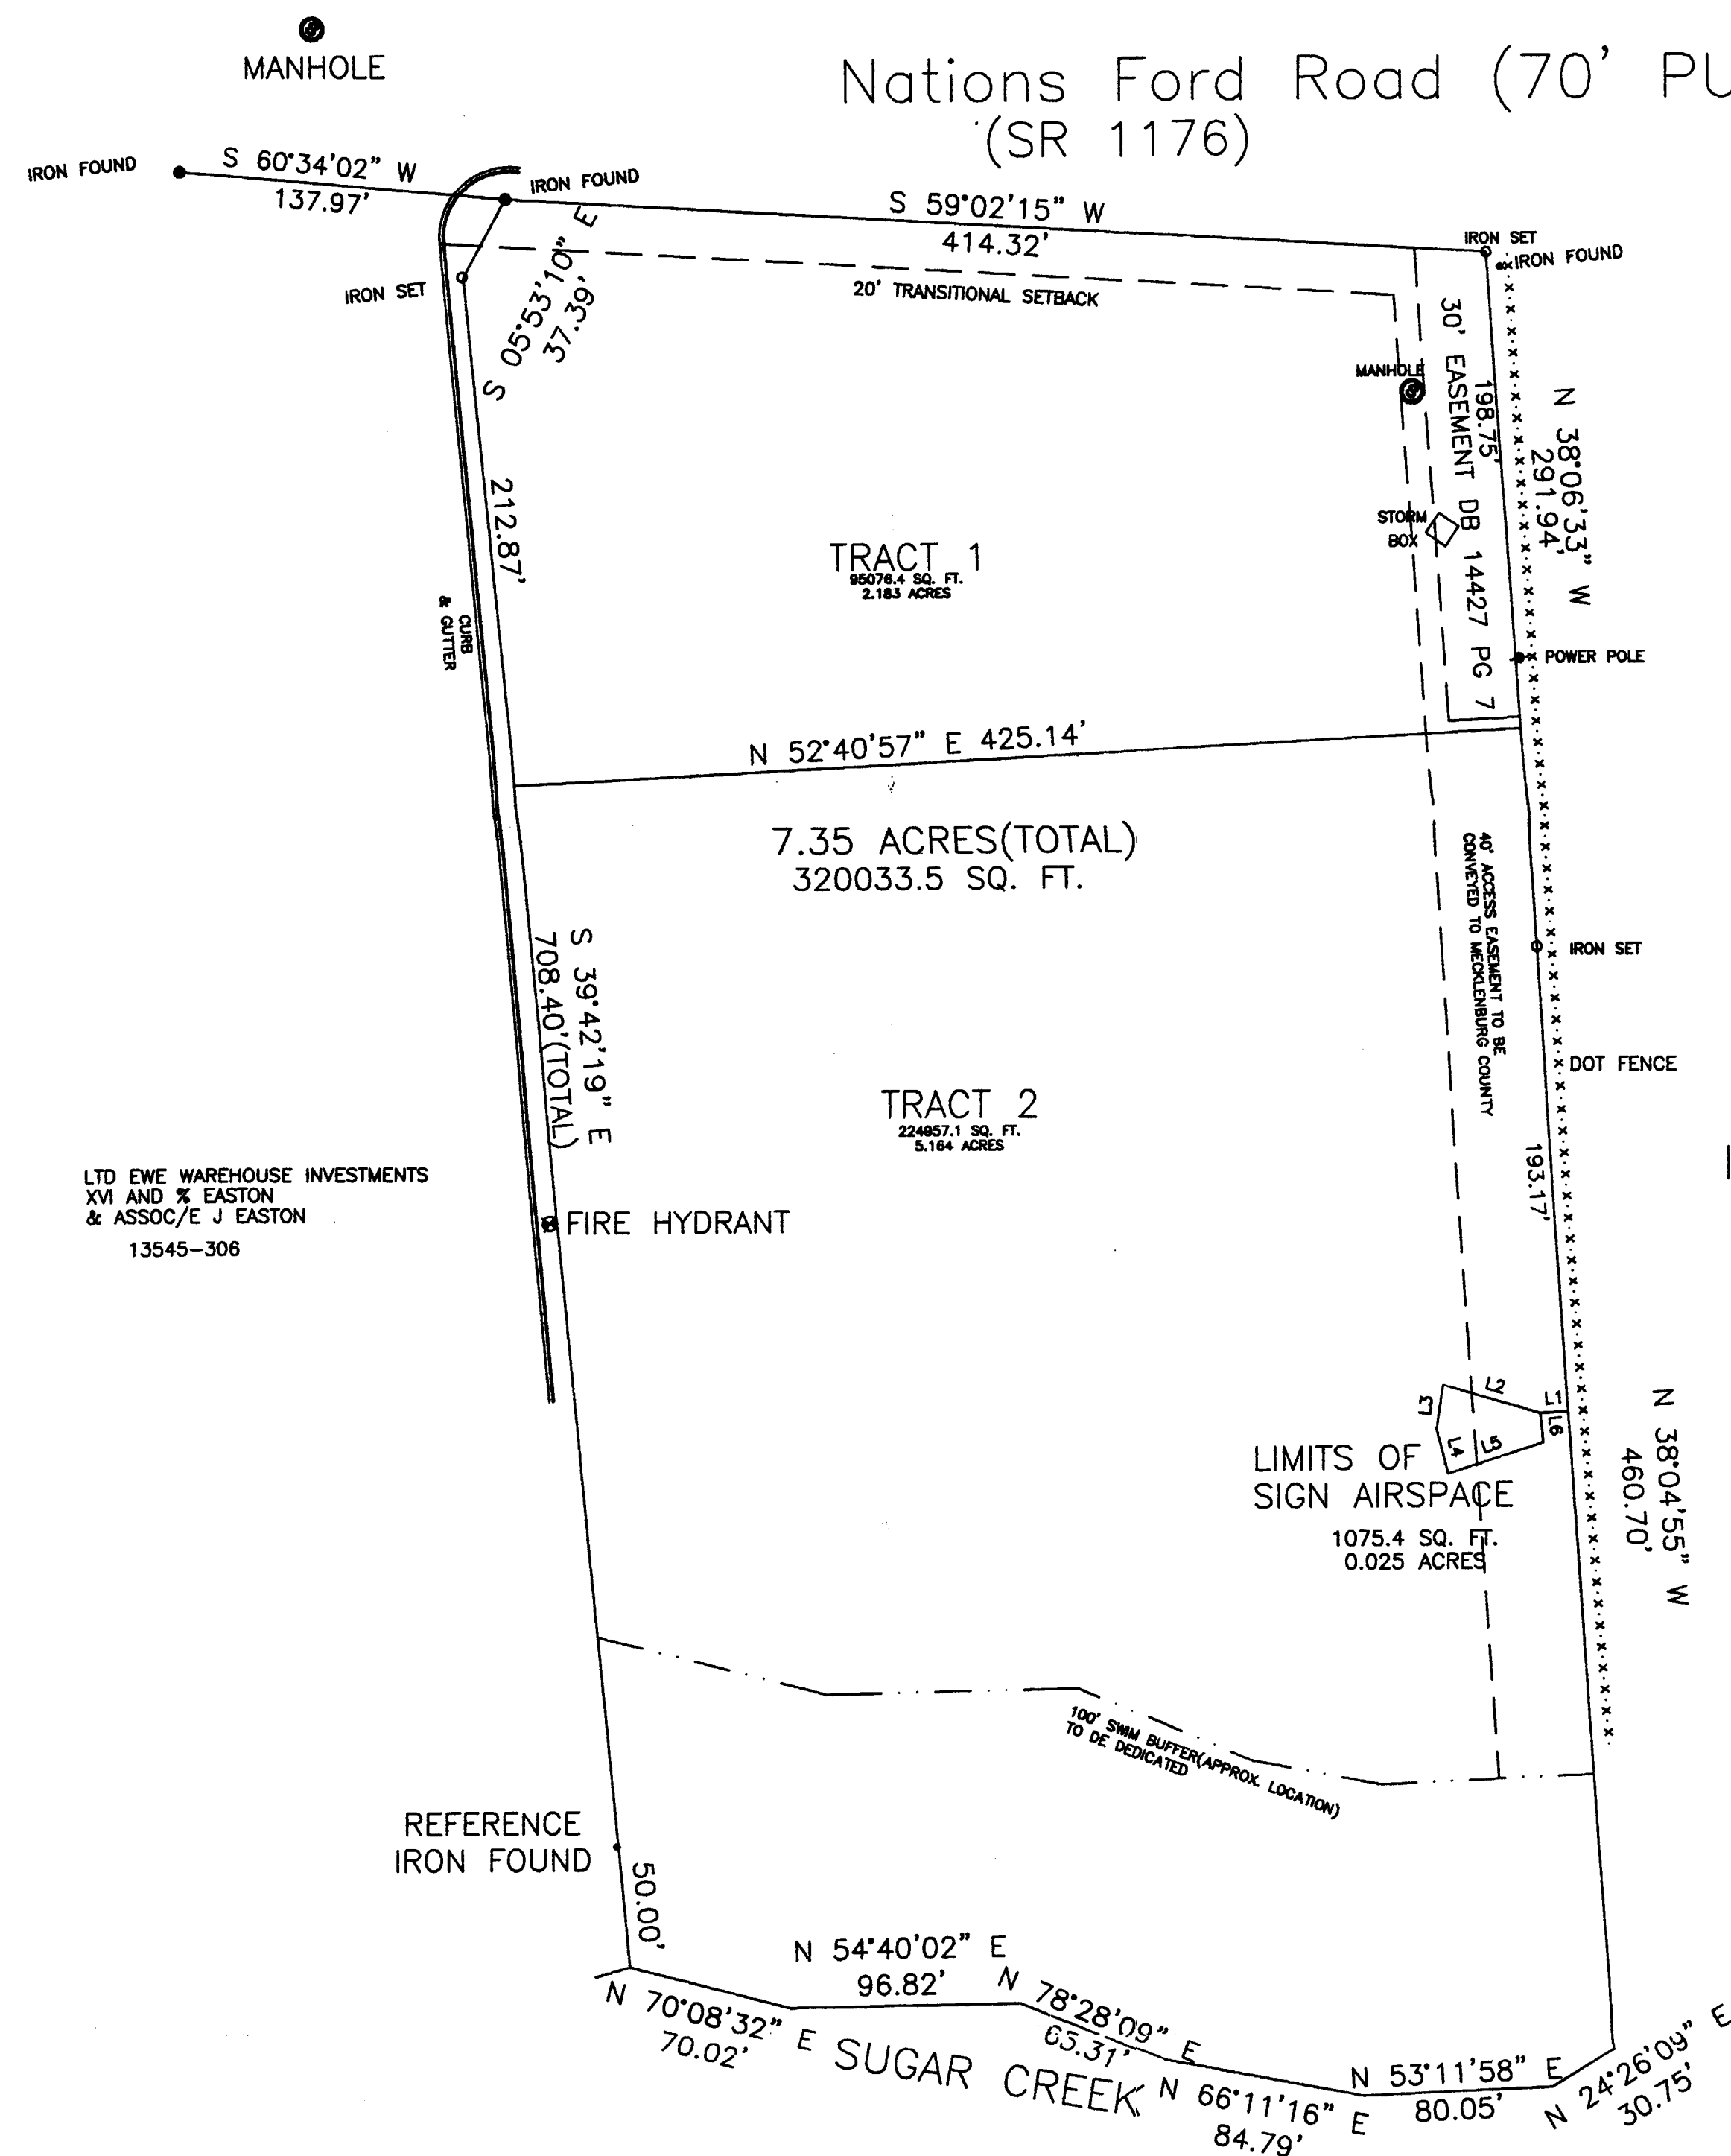 MANHOLE
Nations Ford Road (70' PU
(SR 1176)
IRON FOUND
S 60°34'02" W
137.97'
IRON FOUND
S 59°02'15" W
414.32'
IRON SET
IRON FOUND
IRON SET
S 05°53'10" E
37.39'
20' TRANSITIONAL SETBACK
MANHOLE
30' EASEMENT DB 14427 PG 7
198.75'
N 38°06'33" W
291.94'
212.87'
STORM
BOX
TRACT 1
95076.4 SQ. FT.
2.183 ACRES
CURB
& GUTTER
POWER POLE
N 52°40'57" E 425.14'
7.35 ACRES(TOTAL)
320033.5 SQ. FT.
40' ACCESS EASEMENT TO BE
CONVEYED TO MECKLENBURG COUNTY
IRON SET
S 39°42'19" E
708.40'(TOTAL)
DOT FENCE
TRACT 2
224957.1 SQ. FT.
5.164 ACRES
193.17'
LTD EWE WAREHOUSE INVESTMENTS
XVI AND % EASTON
& ASSOC/E J EASTON
13545-306
FIRE HYDRANT
L1
L2
L3
L4
L5
L6
LIMITS OF
SIGN AIRSPACE
1075.4 SQ. FT.
0.025 ACRES
N 38°04'55" W
460.70'
100' SWIM BUFFER(APPROX. LOCATION)
TO DE DEDICATED
REFERENCE
IRON FOUND
50.00'
N 70°08'32" E
70.02'
N 54°40'02" E
96.82'
N 78°28'09" E
65.31'
SUGAR CREEK
N 66°11'16" E
84.79'
N 53°11'58" E
80.05'
N 24°26'09" E
30.75'